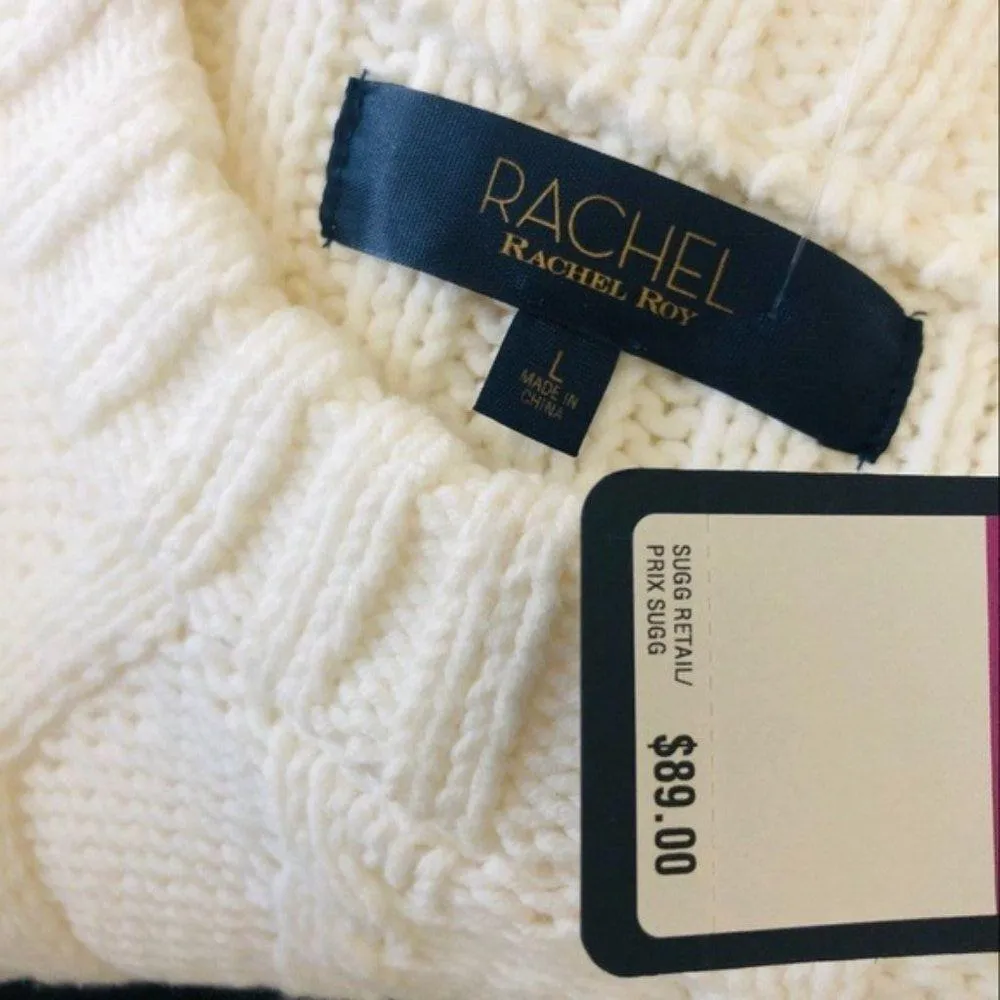 RACHEL
RACHEL ROY
L
MADE IN
CHINA
SUGG RETAIL/
PRIX SUGG
$89.00